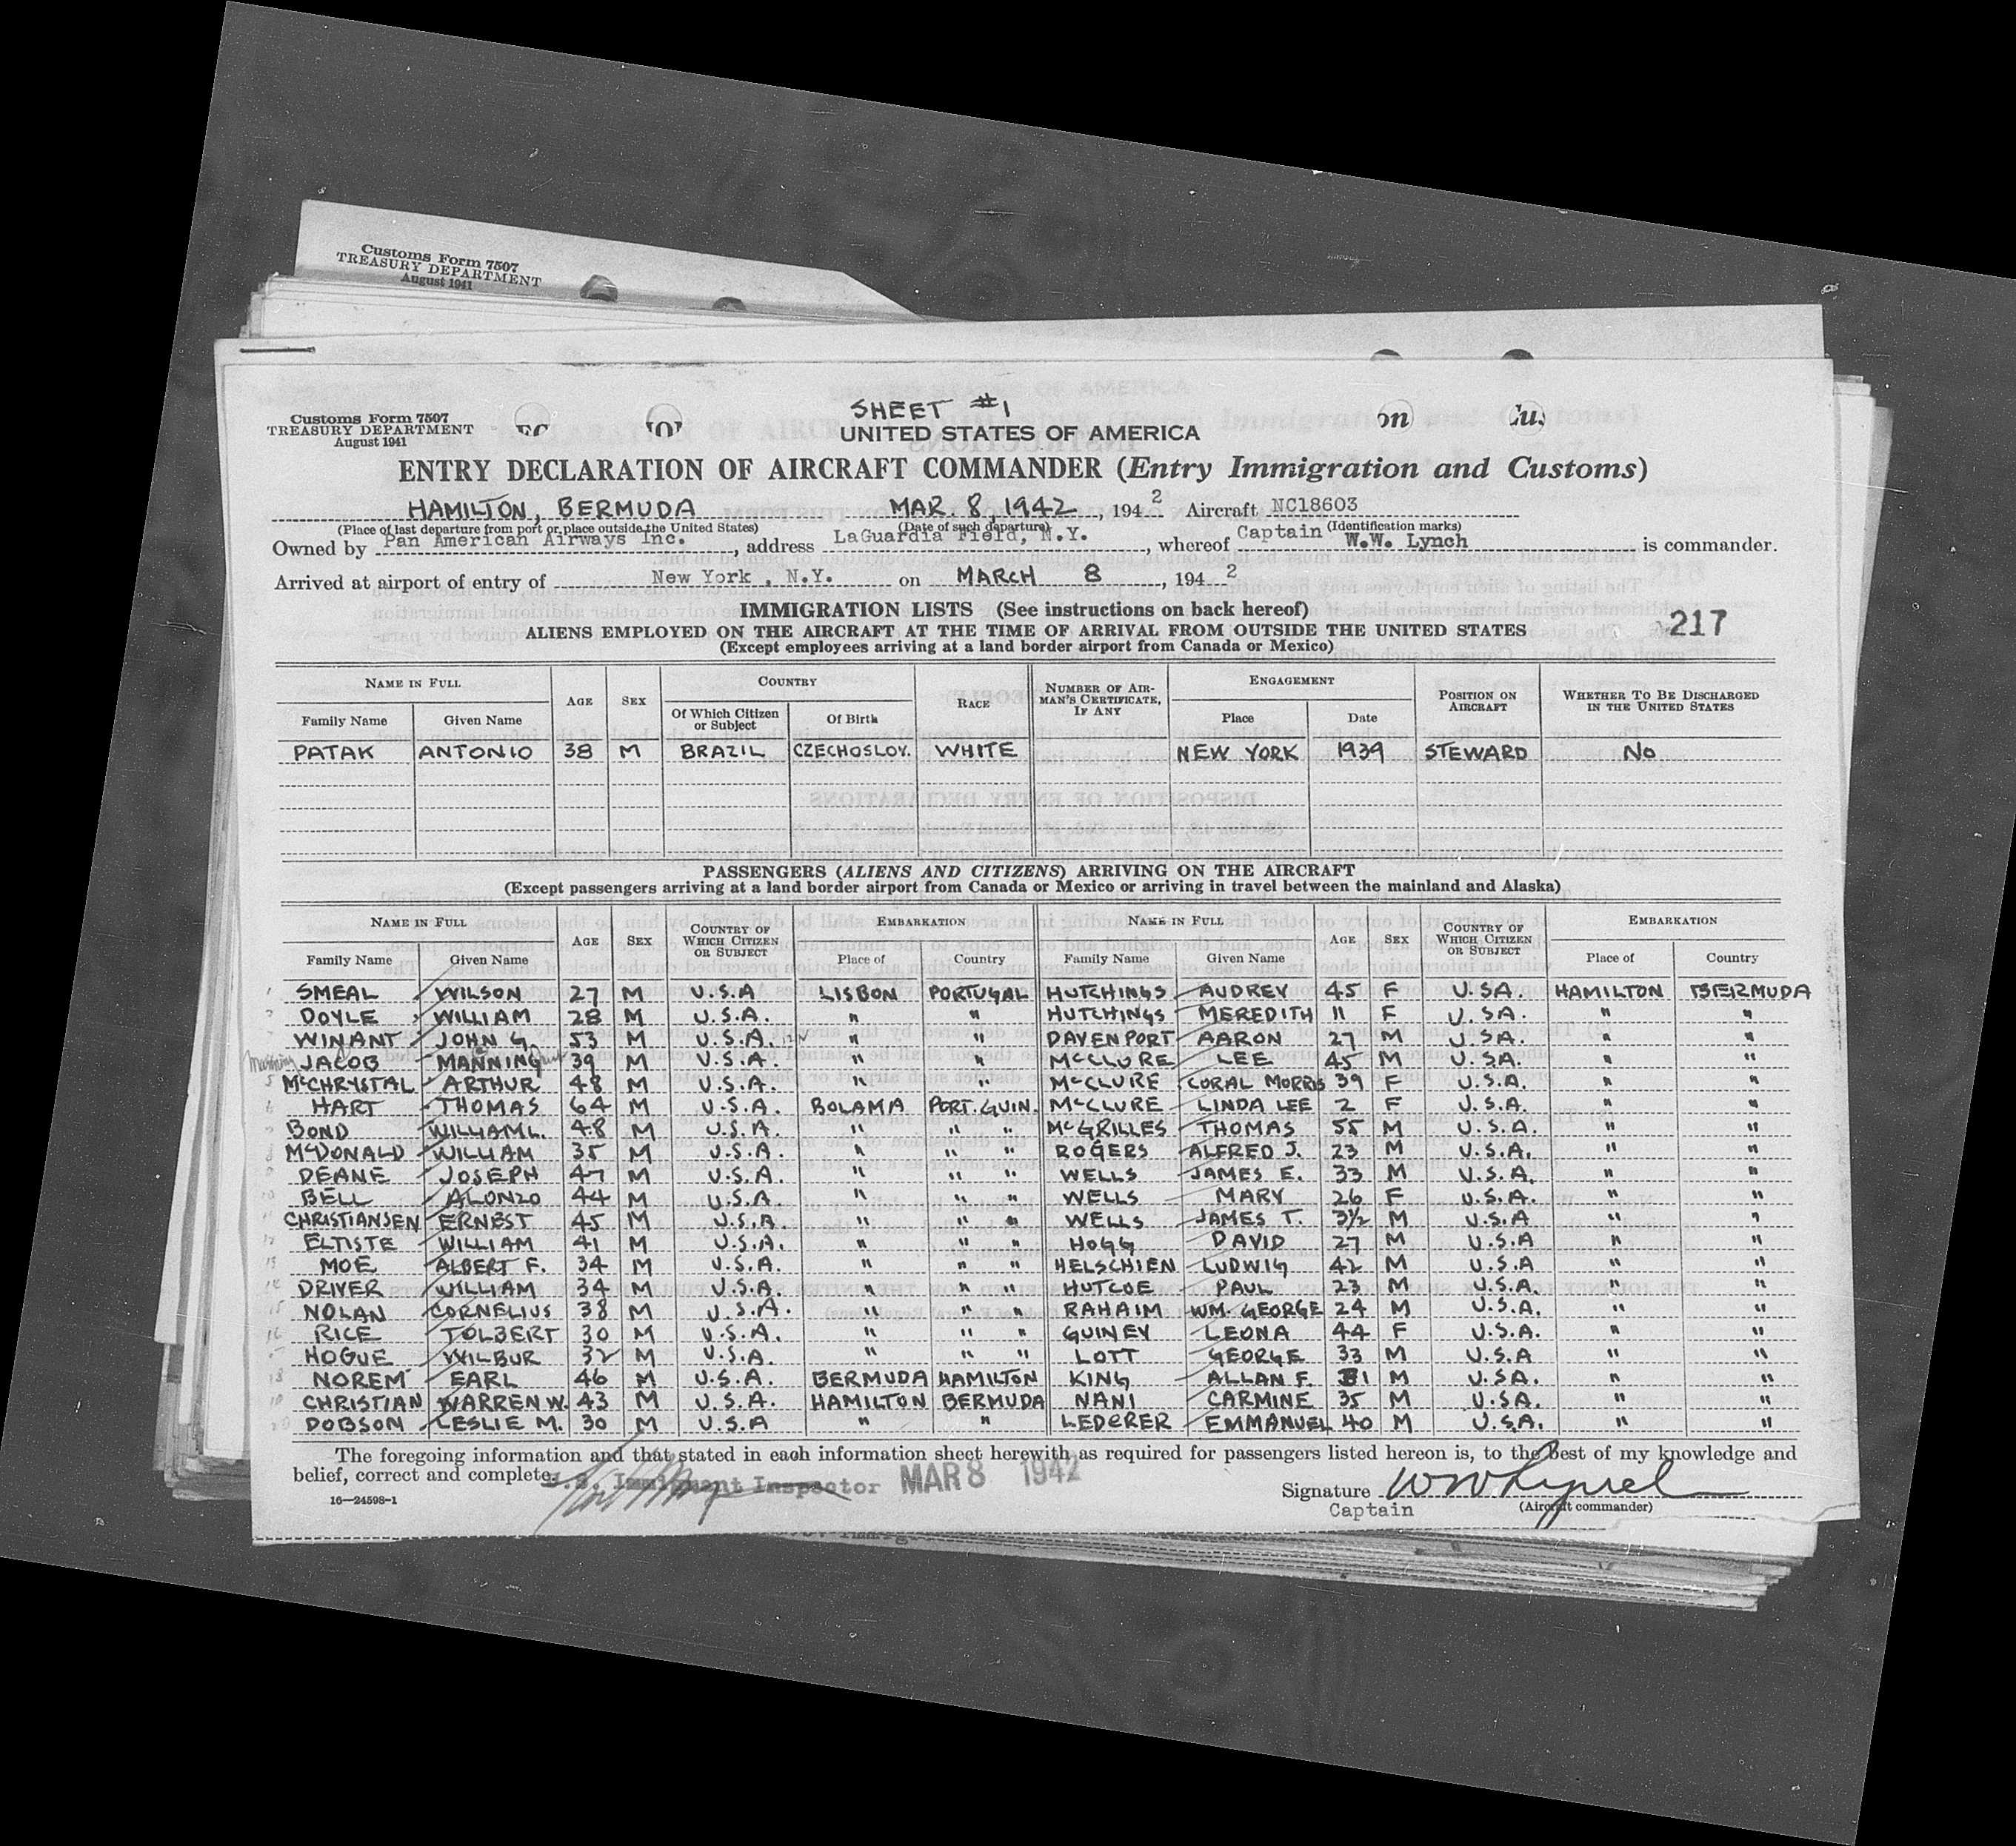 Customs Form 7507
TREASURY DEPARTMENT
August 1941
SHEET #1
Customs Form 7507
TREASURY DEPARTMENT
August 1941
UNITED STATES OF AMERICA
ENTRY DECLARATION OF AIRCRAFT COMMANDER (Entry Immigration and Customs)
HAMILTON, BERMUDA MAR. 8, 1942, 194 2 Aircraft NC18603
(Place of last departure from port or place outside the United States) (Date of such departure) (Identification marks)
Owned by Pan American Airways Inc., address LaGuardia Field, N.Y., whereof Captain W.W. Lynch is commander.
Arrived at airport of entry of New York, N.Y. on MARCH 8, 194 2
IMMIGRATION LISTS (See instructions on back hereof)
217
ALIENS EMPLOYED ON THE AIRCRAFT AT THE TIME OF ARRIVAL FROM OUTSIDE THE UNITED STATES
(Except employees arriving at a land border airport from Canada or Mexico)
NAME IN FULL AGE SEX COUNTRY RACE NUMBER OF AIRMAN'S CERTIFICATE, IF ANY ENGAGEMENT POSITION ON AIRCRAFT WHETHER TO BE DISCHARGED IN THE UNITED STATES
Family Name Given Name Of Which Citizen or Subject Of Birth Place Date
PATAK ANTONIO 38 M BRAZIL CZECHOSLOV. WHITE NEW YORK 1939 STEWARD No
PASSENGERS (ALIENS AND CITIZENS) ARRIVING ON THE AIRCRAFT
(Except passengers arriving at a land border airport from Canada or Mexico or arriving in travel between the mainland and Alaska)
NAME IN FULL AGE SEX COUNTRY OF WHICH CITIZEN OR SUBJECT EMBARKATION NAME IN FULL AGE SEX COUNTRY OF WHICH CITIZEN OR SUBJECT EMBARKATION
Family Name Given Name Place of Country Family Name Given Name Place of Country
SMEAL WILSON 27 M U.S.A LISBON PORTUGAL HUTCHINGS AUDREY 45 F U.S.A. HAMILTON BERMUDA
DOYLE WILLIAM 28 M U.S.A. " " HUTCHINGS MEREDITH 11 F U.S.A. " "
WINANT JOHN G. 53 M U.S.A. " " DAVENPORT AARON 27 M U.S.A. " "
JACOB MANNING 39 M U.S.A. " " McCLURE LEE 45 M U.S.A. " "
McCHRYSTAL ARTHUR 48 M U.S.A. " " McCLURE CORAL MORRIS 39 F U.S.A. " "
HART THOMAS 64 M U.S.A. BOLAMA PORT. GUIN. McCLURE LINDA LEE 2 F U.S.A. " "
BOND WILLIAM L. 48 M U.S.A. " " " McGRILLES THOMAS 55 M U.S.A. " "
McDONALD WILLIAM 35 M U.S.A. " " " ROGERS ALFRED J. 23 M U.S.A. " "
DEANE JOSEPH 47 M U.S.A. " " " WELLS JAMES E. 33 M U.S.A. " "
BELL ALONZO 44 M U.S.A. " " " WELLS MARY 26 F U.S.A. " "
CHRISTIANSEN ERNEST 45 M U.S.A. " " " WELLS JAMES T. 3½ M U.S.A " "
ELTISTE WILLIAM 41 M U.S.A. " " " HOGG DAVID 27 M U.S.A " "
MOE ALBERT F. 34 M U.S.A. " " " HELSCHIEN LUDWIG 42 M U.S.A " "
DRIVER WILLIAM 34 M U.S.A. " " " HUTCOE PAUL 23 M U.S.A. " "
NOLAN CORNELIUS 38 M U.S.A. " " " RAHAIM WM. GEORGE 24 M U.S.A. " "
RICE TOLBERT 30 M U.S.A. " " " GUINEY LEONA 44 F U.S.A. " "
HOGUE WILBUR 32 M U.S.A. " " " LOTT GEORGE 33 M U.S.A " "
NOREM EARL 46 M U.S.A. BERMUDA HAMILTON KING ALLAN F. 31 M U.S.A. " "
CHRISTIAN WARREN W. 43 M U.S.A. HAMILTON BERMUDA NANI CARMINE 35 M U.S.A. " "
DOBSON LESLIE M. 30 M U.S.A " " LEDERER EMMANUEL 40 M U.S.A. " "
The foregoing information and that stated in each information sheet herewith as required for passengers listed hereon is, to the best of my knowledge and
belief, correct and complete.
U.S. Immigrant Inspector MAR 8 1942
Signature WW Lynch
16—24598-1
Captain (Aircraft commander)